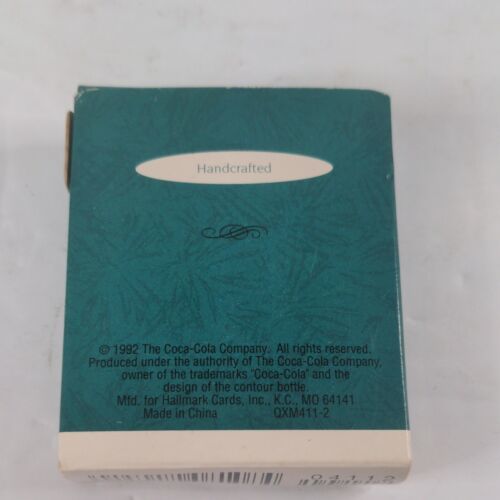 Handcrafted
© 1992 The Coca-Cola Company. All rights reserved.
Produced under the authority of The Coca-Cola Company,
owner of the trademarks "Coca-Cola" and the
design of the contour bottle.
Mfd. for Hallmark Cards, Inc., K.C., MO 64141
Made in China QXM411-2